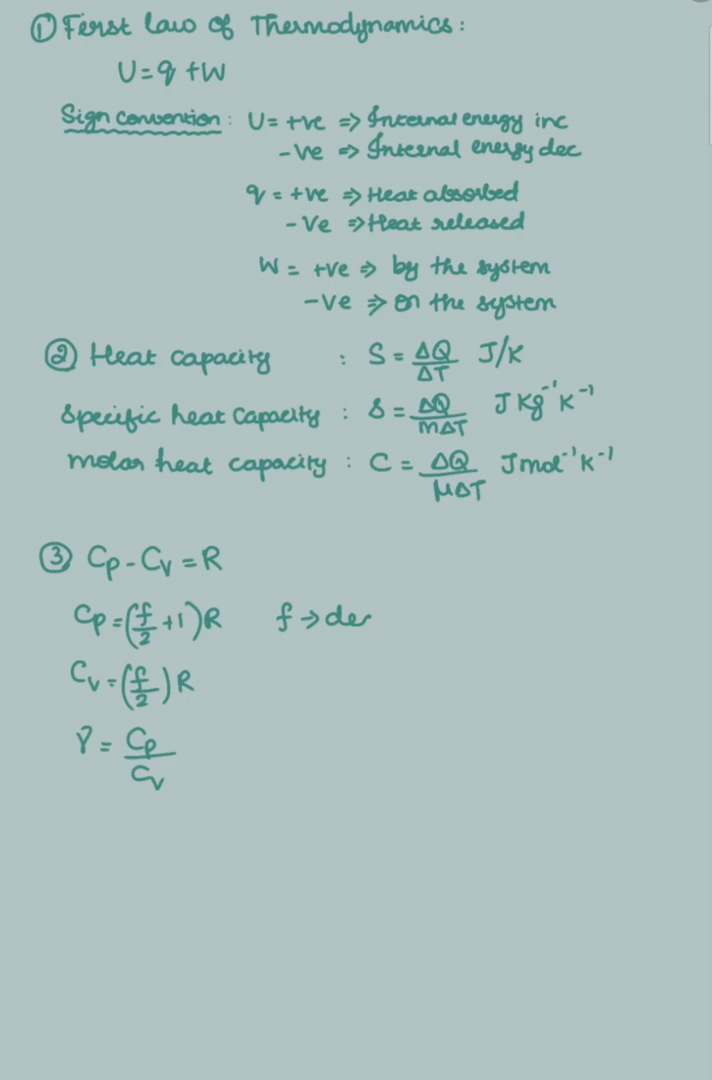 ① First law of Thermodynamics :
U = q + W
Sign convention : U = +ve ⇒ Internal energy inc
-ve ⇒ Internal energy dec
q = +ve ⇒ Heat absorbed
-ve ⇒ Heat released
W = +ve ⇒ by the system
-ve ⇒ on the system
② Heat capacity : S = ΔQ/ΔT J/K
Specific heat capacity : s = ΔQ/mΔT J Kg⁻¹ K⁻¹
molar heat capacity : C = ΔQ/μΔT J mol⁻¹ K⁻¹
③ Cp - Cv = R
Cp = (f/2 + 1) R f → der
Cv = (f/2) R
γ = Cp/Cv